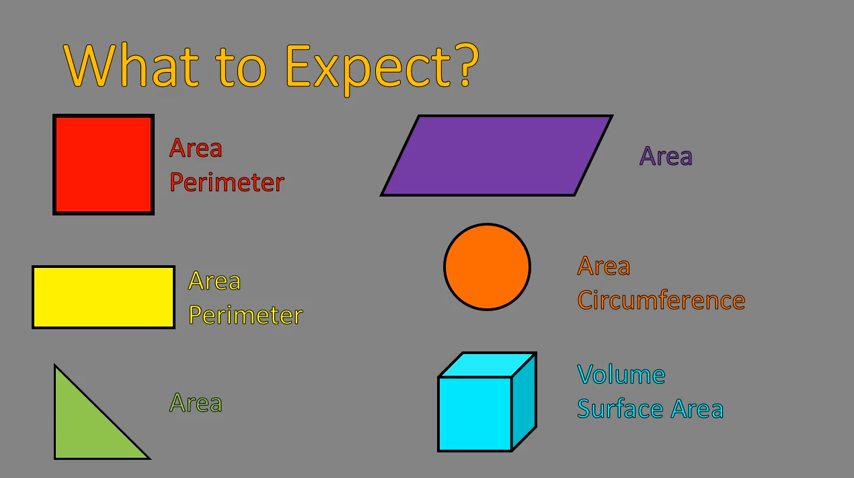 What to Expect?
Area
Perimeter
Area
Area
Perimeter
Area
Circumference
Area
Volume
Surface Area